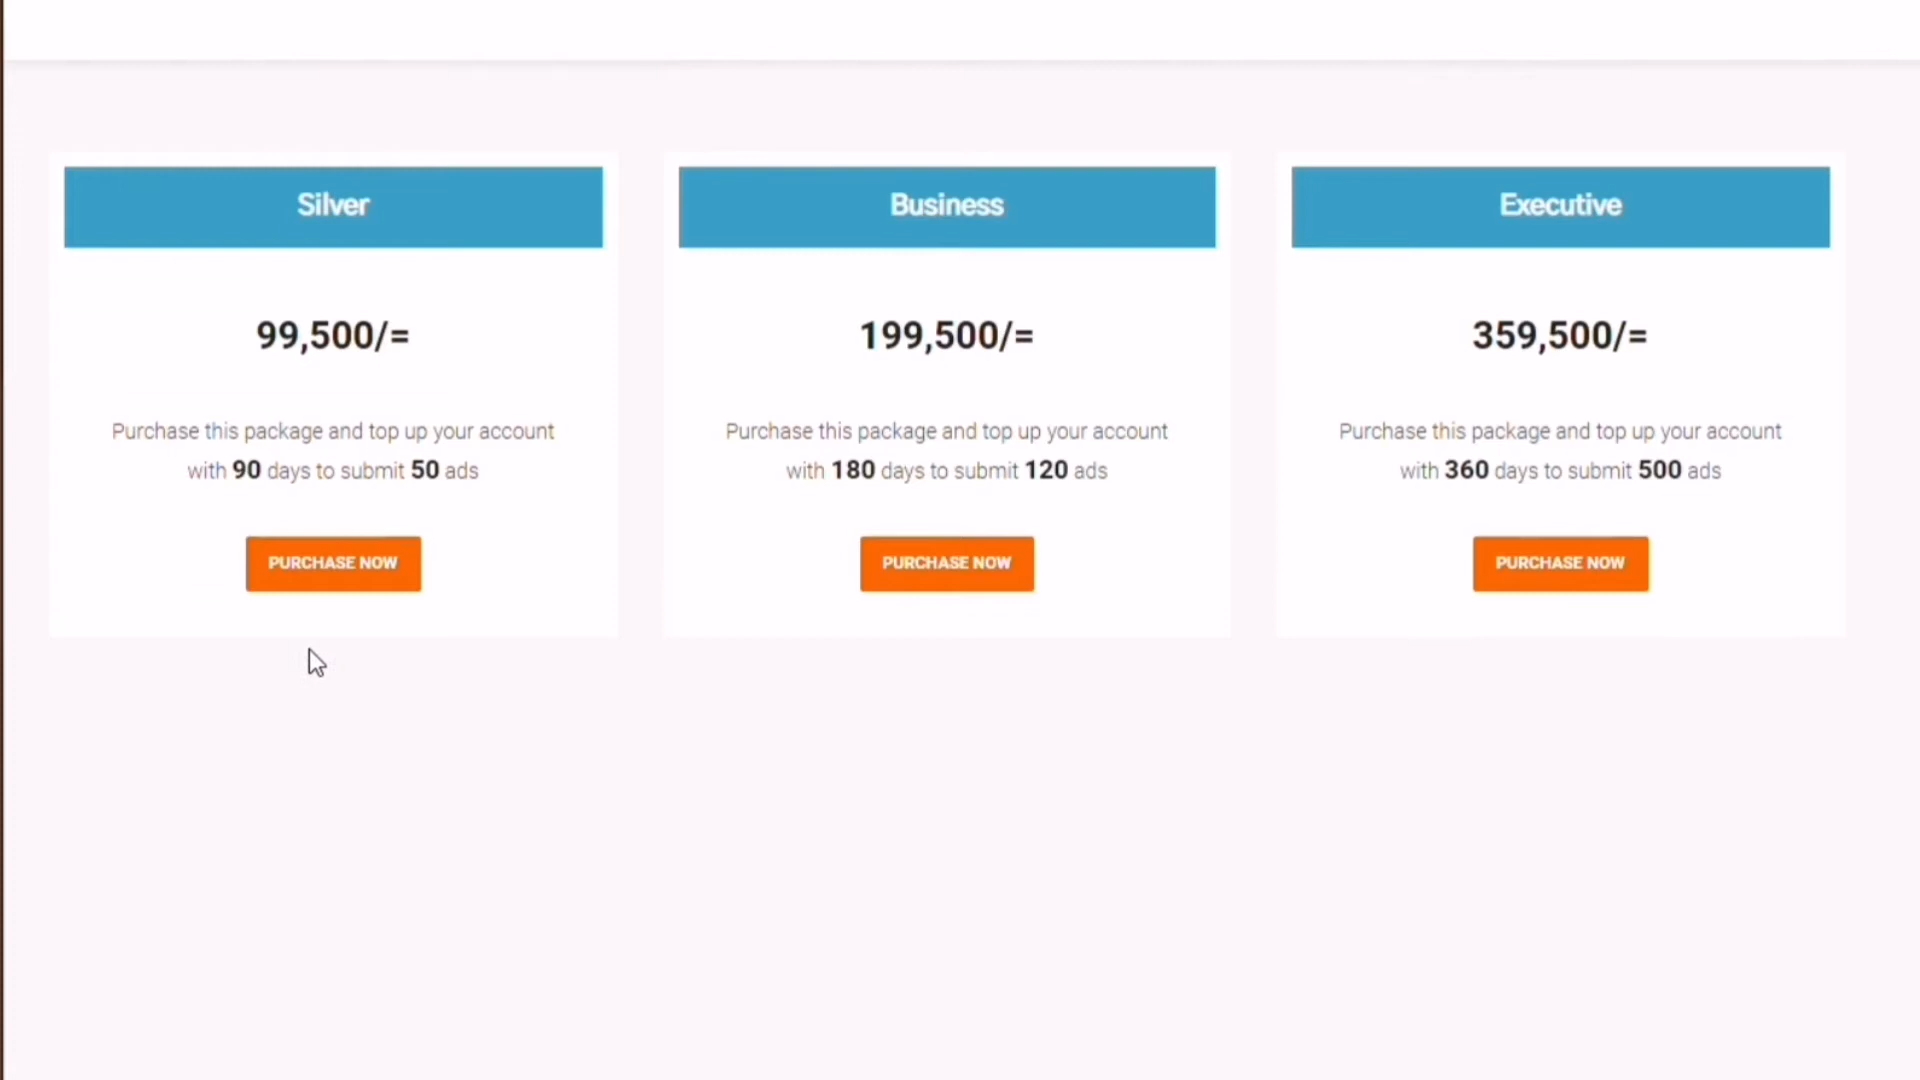 Silver
99,500/=
Purchase this package and top up your account
with 90 days to submit 50 ads
PURCHASE NOW
Business
199,500/=
Purchase this package and top up your account
with 180 days to submit 120 ads
PURCHASE NOW
Executive
359,500/=
Purchase this package and top up your account
with 360 days to submit 500 ads
PURCHASE NOW